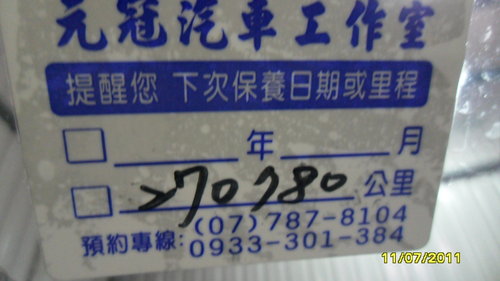 元冠汽車工作室
提醒您 下次保養日期或里程
年 月
270780 公里
預約專線:(07)787-8104
0933-301-384
11/07/2011